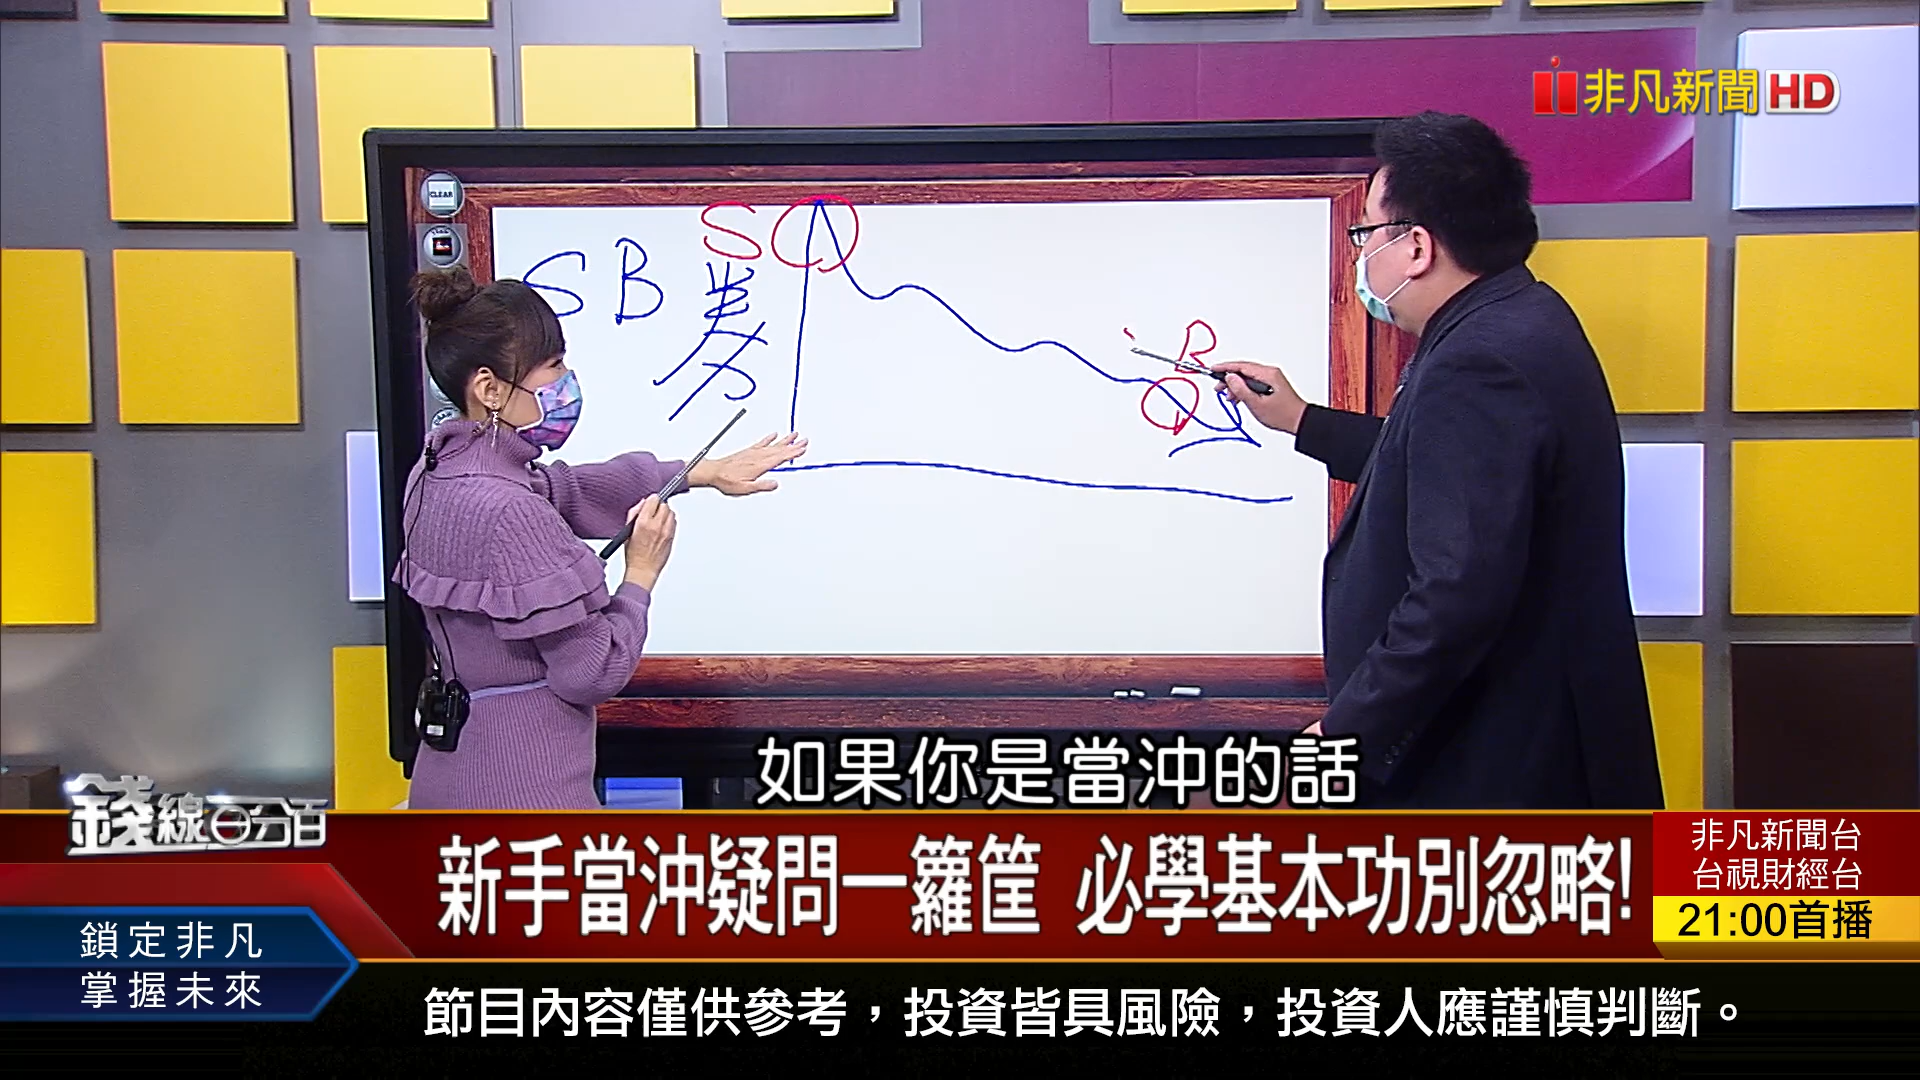 非凡新聞HD
CLEAR
S
S B
券
B
如果你是當沖的話
錢線百分百
新手當沖疑問一籮筐 必學基本功別忽略!
非凡新聞台
台視財經台
21:00首播
鎖定非凡
掌握未來
節目內容僅供參考，投資皆具風險，投資人應謹慎判斷。